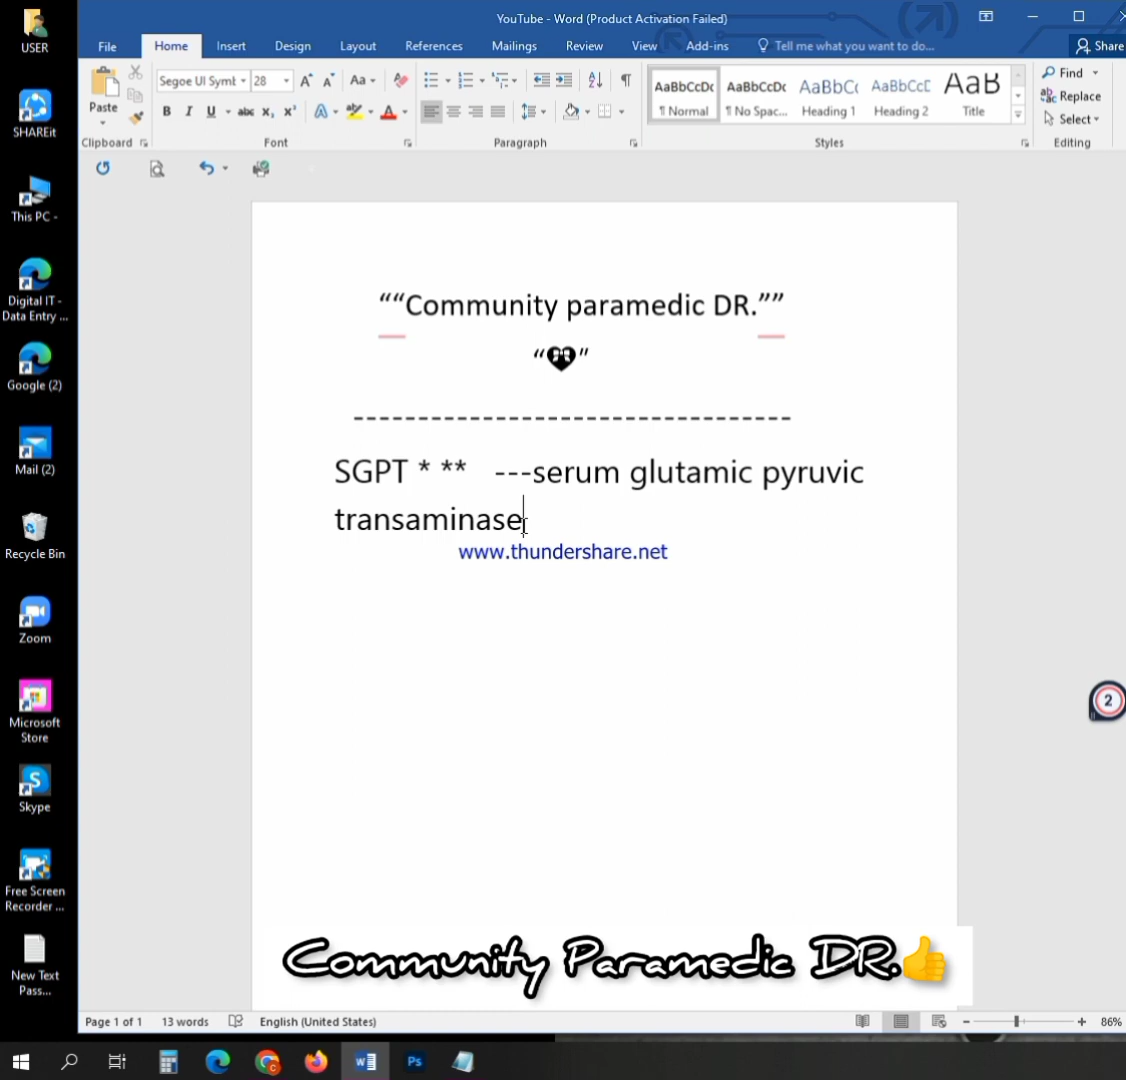 USER
SHAREit
This PC -
Digital IT -
Data Entry ...
Google (2)
Mail (2)
Recycle Bin
Zoom
Microsoft
Store
Skype
Free Screen
Recorder ...
New Text
Pass...
YouTube - Word (Product Activation Failed)
File Home Insert Design Layout References Mailings Review View Add-ins Tell me what you want to do... Share
Paste
Clipboard
Segoe UI Symb 28
Font
Paragraph
AaBbCcDc AaBbCcDc AaBbC( AaBbCcC AaB
¶ Normal ¶ No Spac... Heading 1 Heading 2 Title
Styles
Find
Replace
Select
Editing
““Community paramedic DR.””
“ ”
----------------------------------
SGPT * ** ---serum glutamic pyruvic
transaminase
www.thundershare.net
2
Community Paramedic DR.
Page 1 of 1 13 words English (United States) 86%